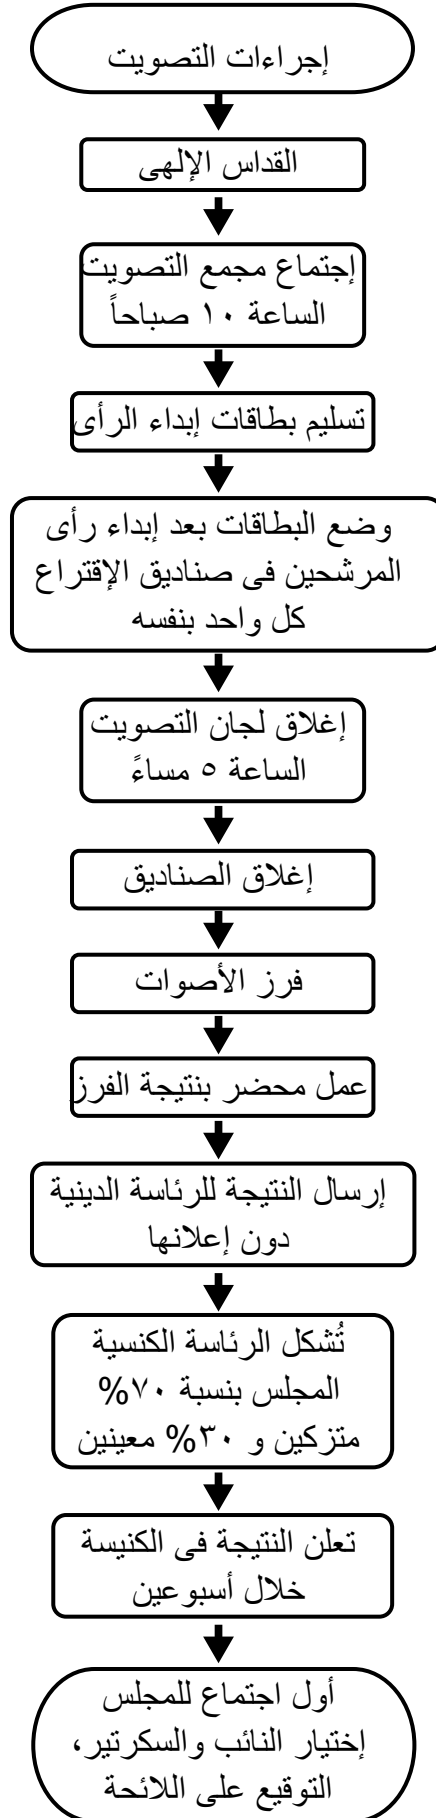 إجراءات التصويت
القداس الإلهى
إجتماع مجمع التصويت
الساعة ١٠ صباحاً
تسليم بطاقات إبداء الرأى
وضع البطاقات بعد إبداء رأى
المرشحين فى صناديق الإقتراع
كل واحد بنفسه
إغلاق لجان التصويت
الساعة ٥ مساءً
إغلاق الصناديق
فرز الأصوات
عمل محضر بنتيجة الفرز
إرسال النتيجة للرئاسة الدينية
دون إعلانها
تُشكل الرئاسة الكنسية
المجلس بنسبة ٧٠%
متزكين و ٣٠% معينين
تعلن النتيجة فى الكنيسة
خلال أسبوعين
أول اجتماع للمجلس
إختيار النائب والسكرتير،
التوقيع على اللائحة